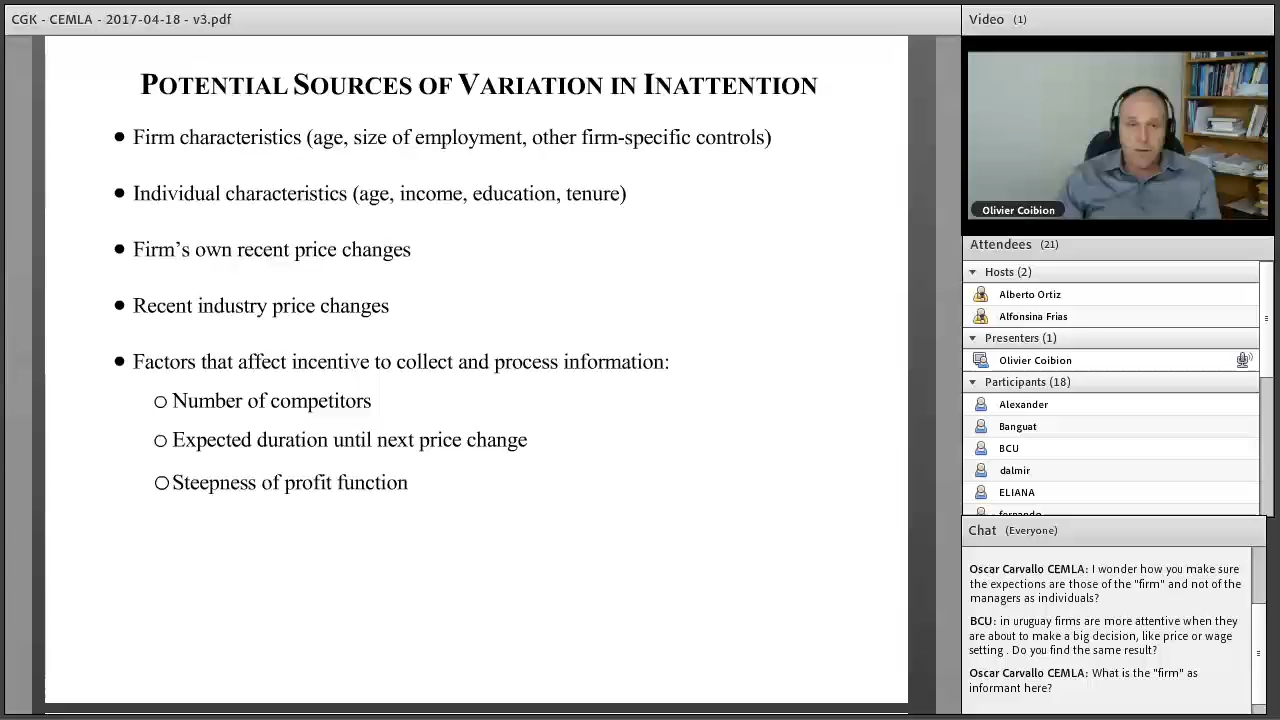 CGK - CEMLA - 2017-04-18 - v3.pdf
POTENTIAL SOURCES OF VARIATION IN INATTENTION
● Firm characteristics (age, size of employment, other firm-specific controls)
● Individual characteristics (age, income, education, tenure)
● Firm’s own recent price changes
● Recent industry price changes
● Factors that affect incentive to collect and process information:
○ Number of competitors
○ Expected duration until next price change
○ Steepness of profit function
Video (1)
Olivier Coibion
Attendees (21)
Hosts (2)
Alberto Ortiz
Alfonsina Frias
Presenters (1)
Olivier Coibion
Participants (18)
Alexander
Banguat
BCU
dalmir
ELIANA
fernando
Chat (Everyone)
Oscar Carvallo CEMLA: I wonder how you make sure
the expections are those of the "firm" and not of the
managers as individuals?
BCU: in uruguay firms are more attentive when they
are about to make a big decision, like price or wage
setting . Do you find the same result?
Oscar Carvallo CEMLA: What is the "firm" as
informant here?